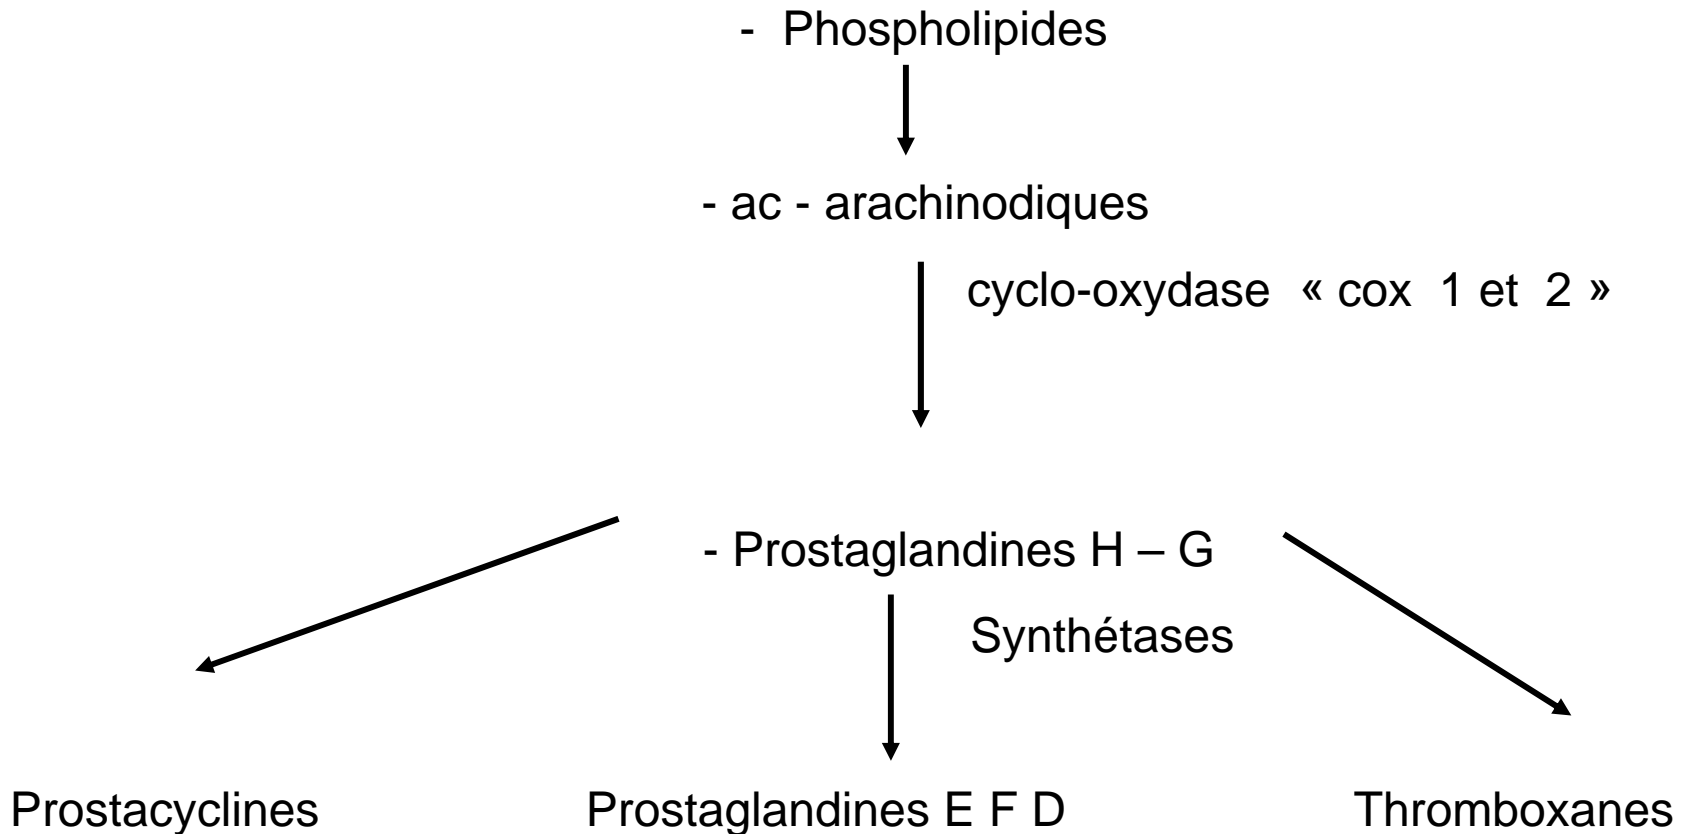 - Phospholipides
- ac - arachinodiques
cyclo-oxydase « cox 1 et 2 »
- Prostaglandines H – G
Synthétases
Prostacyclines
Prostaglandines E F D
Thromboxanes